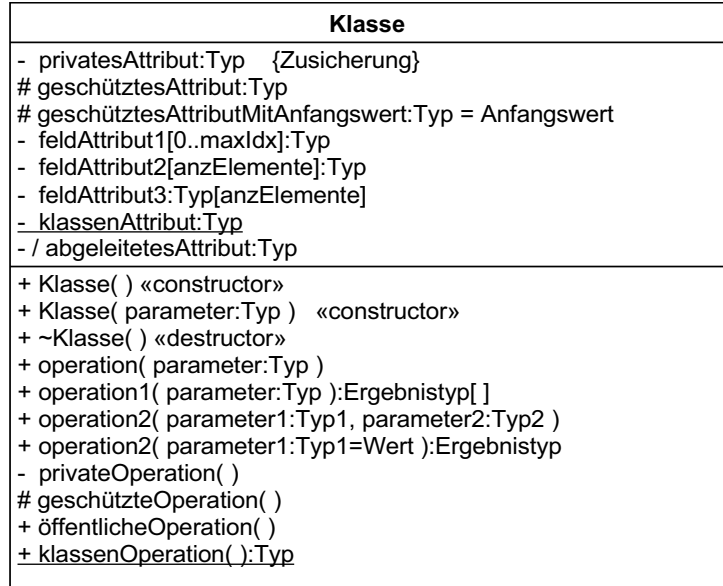 Klasse
- privatesAttribut:Typ {Zusicherung}
# geschütztesAttribut:Typ
# geschütztesAttributMitAnfangswert:Typ = Anfangswert
- feldAttribut1[0..maxIdx]:Typ
- feldAttribut2[anzElemente]:Typ
- feldAttribut3:Typ[anzElemente]
- klassenAttribut:Typ
- / abgeleitetesAttribut:Typ
+ Klasse( ) «constructor»
+ Klasse( parameter:Typ ) «constructor»
+ ~Klasse( ) «destructor»
+ operation( parameter:Typ )
+ operation1( parameter:Typ ):Ergebnistyp[ ]
+ operation2( parameter1:Typ1, parameter2:Typ2 )
+ operation2( parameter1:Typ1=Wert ):Ergebnistyp
- privateOperation( )
# geschützteOperation( )
+ öffentlicheOperation( )
+ klassenOperation( ):Typ